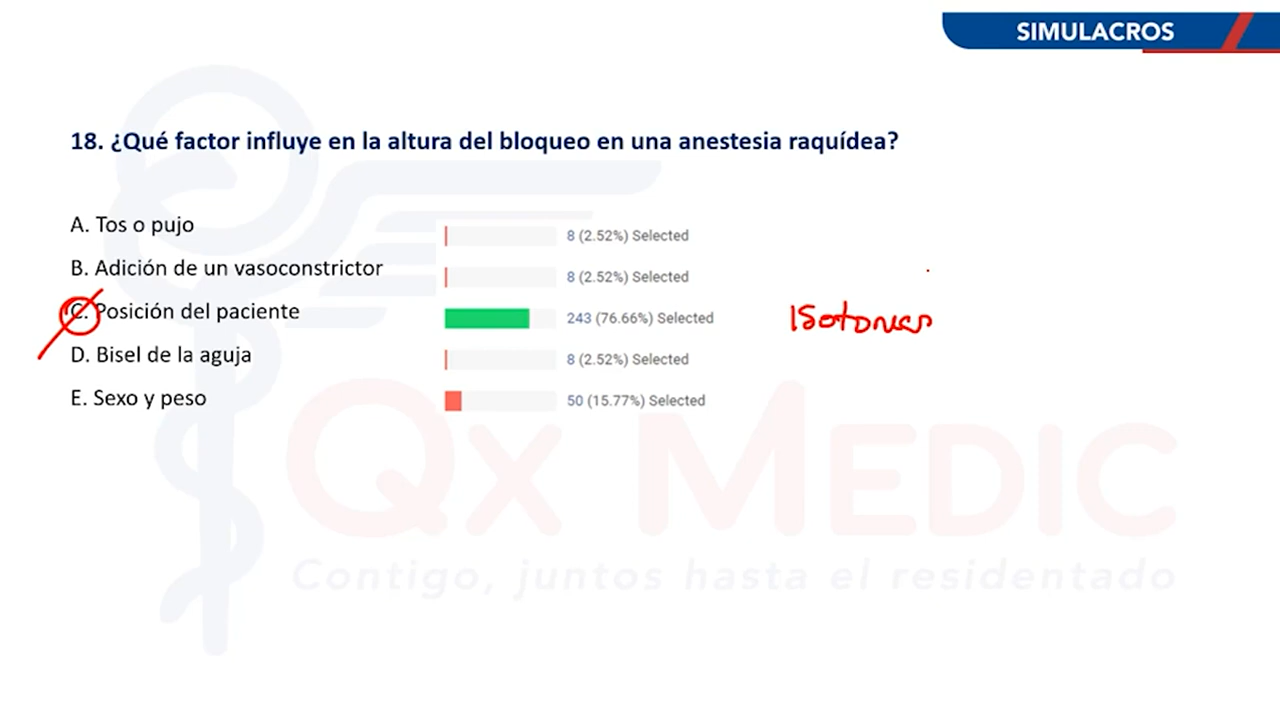 SIMULACROS
18. ¿Qué factor influye en la altura del bloqueo en una anestesia raquídea?
A. Tos o pujo
8 (2.52%) Selected
B. Adición de un vasoconstrictor
8 (2.52%) Selected
C. Posición del paciente
243 (76.66%) Selected
D. Bisel de la aguja
8 (2.52%) Selected
E. Sexo y peso
50 (15.77%) Selected
QX MEDIC
Contigo, juntos hasta el residentado